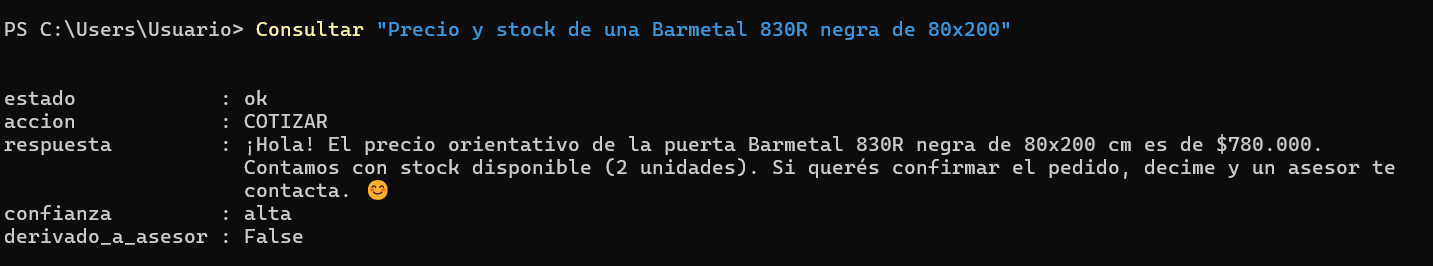 PS C:\Users\Usuario> Consultar "Precio y stock de una Barmetal 830R negra de 80x200"
estado             : ok
accion             : COTIZAR
respuesta          : ¡Hola! El precio orientativo de la puerta Barmetal 830R negra de 80x200 cm es de $780.000.
                     Contamos con stock disponible (2 unidades). Si querés confirmar el pedido, decime y un asesor te
                     contacta. 😊
confianza          : alta
derivado_a_asesor : False